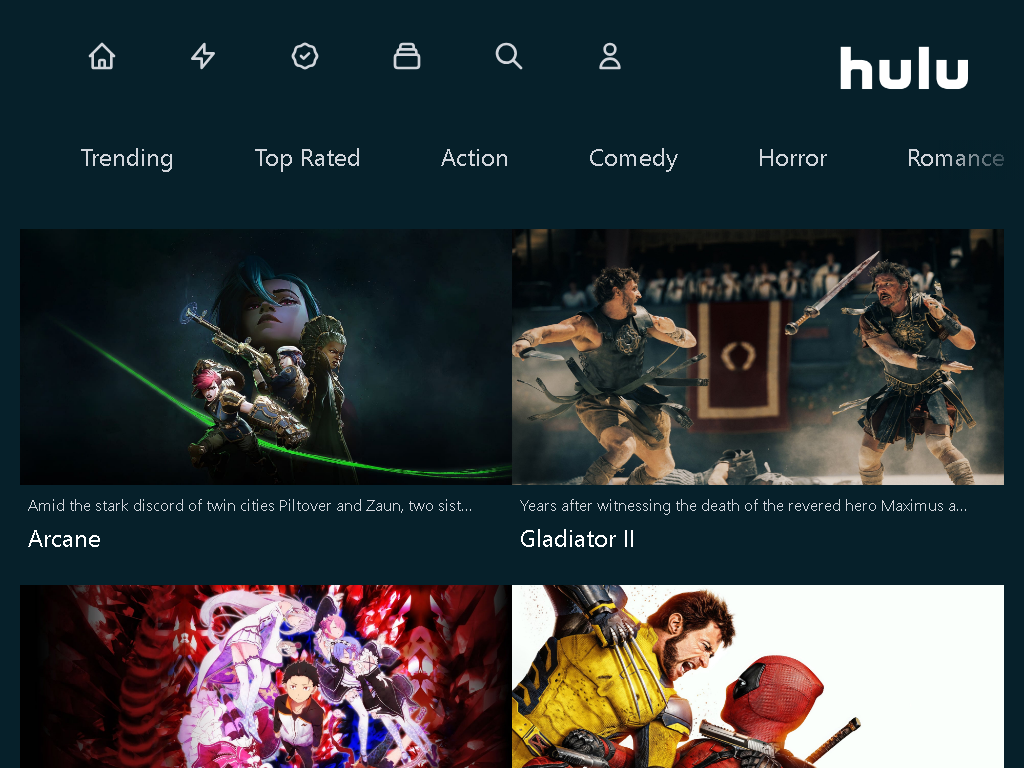 hulu
Trending
Top Rated
Action
Comedy
Horror
Romance
Amid the stark discord of twin cities Piltover and Zaun, two sist...
Arcane
Years after witnessing the death of the revered hero Maximus a...
Gladiator II